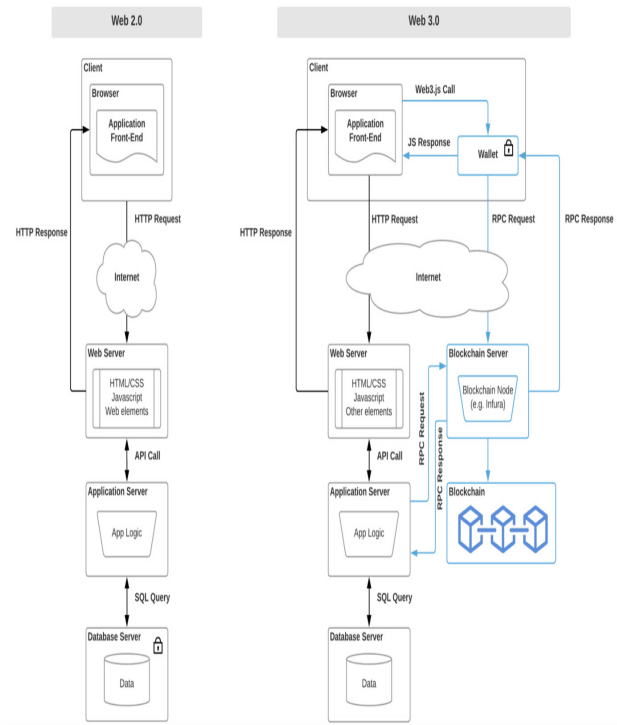 Web 2.0
Client
Browser
Application
Front-End
HTTP Response
HTTP Request
Internet
Web Server
HTML/CSS
Javascript
Web elements
API Call
Application Server
App Logic
SQL Query
Database Server
Data
Web 3.0
Client
Browser
Application
Front-End
Web3.js Call
JS Response
Wallet
HTTP Response
HTTP Request
RPC Request
RPC Response
Internet
Web Server
HTML/CSS
Javascript
Other elements
Blockchain Server
Blockchain Node
(e.g. Infura)
API Call
RPC Request
RPC Response
Application Server
App Logic
Blockchain
SQL Query
Database Server
Data